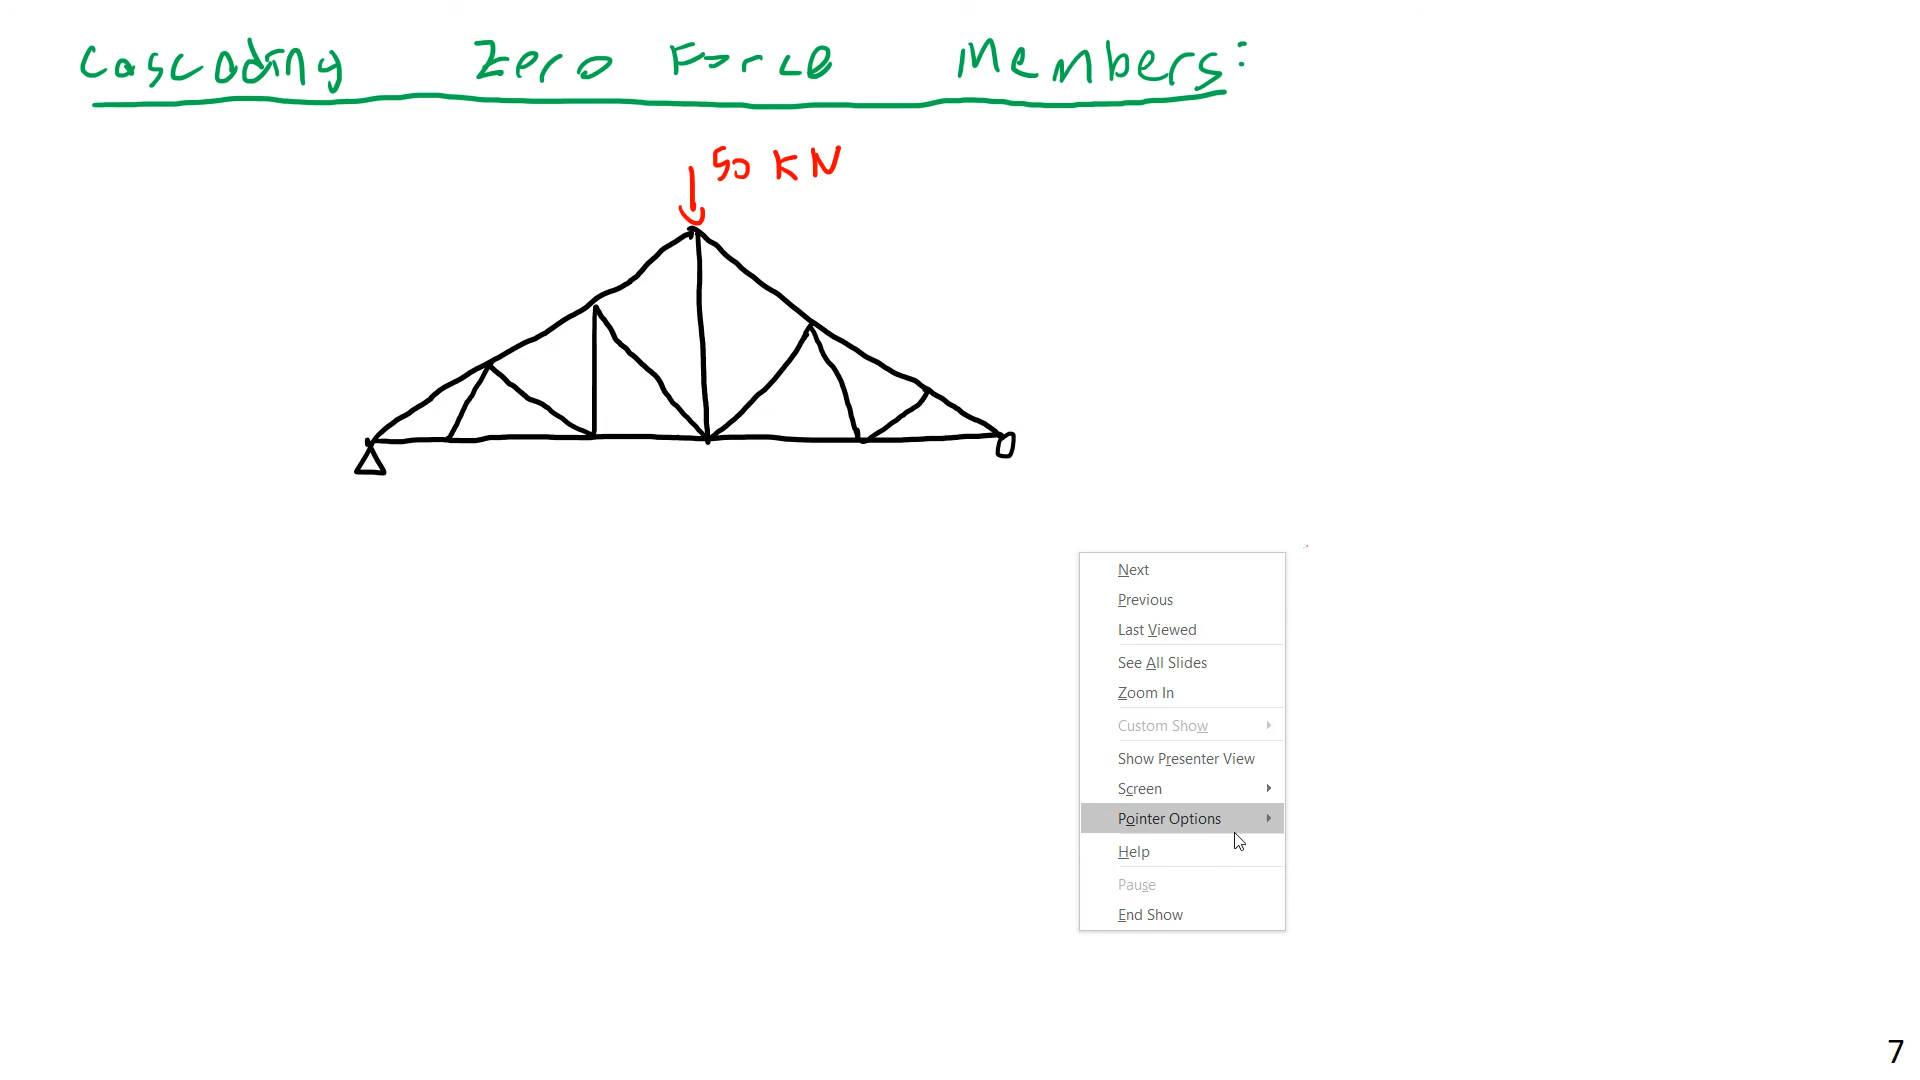 Cascading Zero Force Members:
50 KN
Next
Previous
Last Viewed
See All Slides
Zoom In
Custom Show
Show Presenter View
Screen
Pointer Options
Help
Pause
End Show
7